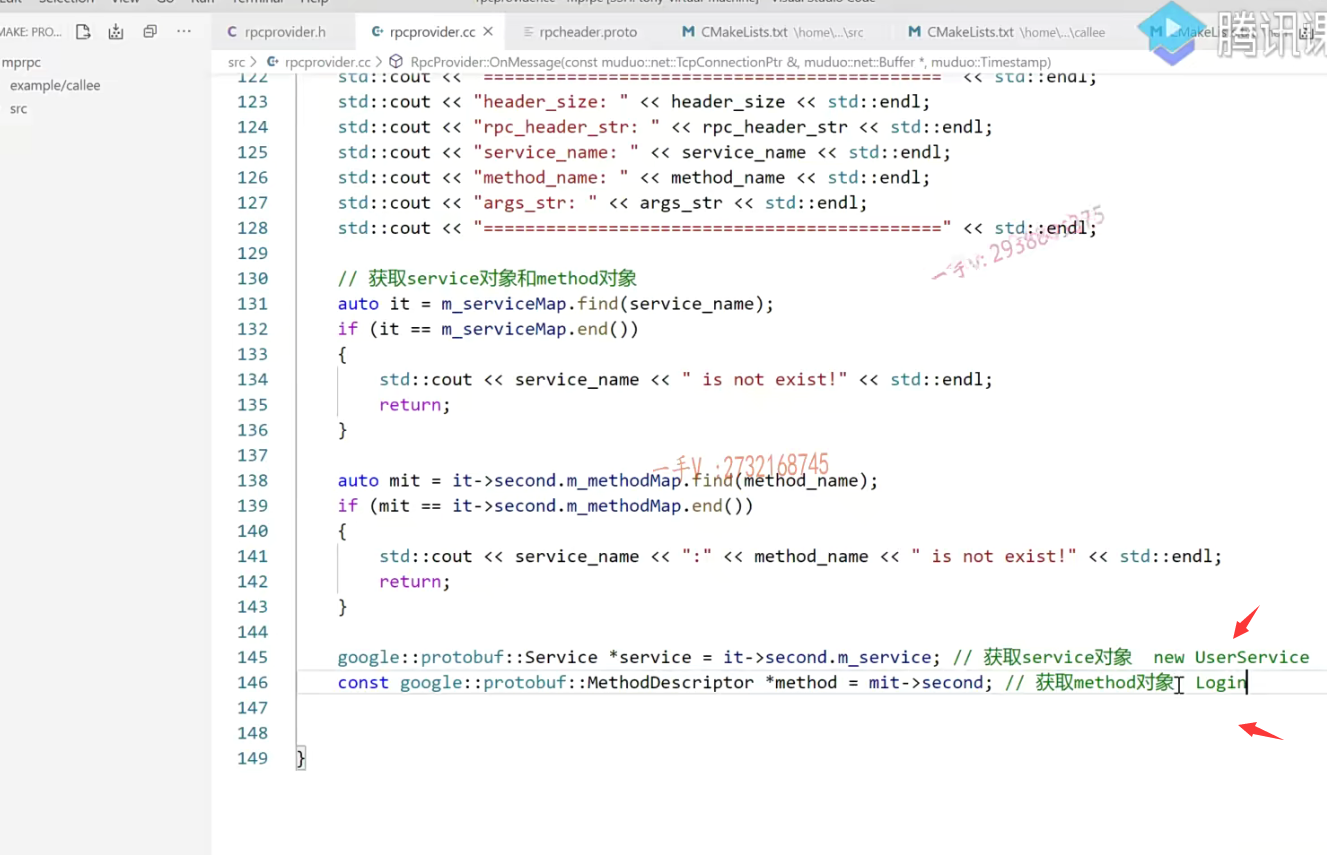 Selection View Go Run Terminal Help
MAKE: PRO... rpcprovider.h rpcprovider.cc rpcheader.proto CMakeLists.txt \home\...\src CMakeLists.txt \home\...\callee 腾讯课
mprpc
example/callee
src
src > rpcprovider.cc > RpcProvider::OnMessage(const muduo::net::TcpConnectionPtr &, muduo::net::Buffer *, muduo::Timestamp)
122 std::cout << "============================================" << std::endl;
123 std::cout << "header_size: " << header_size << std::endl;
124 std::cout << "rpc_header_str: " << rpc_header_str << std::endl;
125 std::cout << "service_name: " << service_name << std::endl;
126 std::cout << "method_name: " << method_name << std::endl;
127 std::cout << "args_str: " << args_str << std::endl;
128 std::cout << "============================================" << std::endl;
129
130 // 获取service对象和method对象
131 auto it = m_serviceMap.find(service_name);
132 if (it == m_serviceMap.end())
133 {
134 std::cout << service_name << " is not exist!" << std::endl;
135 return;
136 }
137
一手V :2732168745
138 auto mit = it->second.m_methodMap.find(method_name);
139 if (mit == it->second.m_methodMap.end())
140 {
141 std::cout << service_name << ":" << method_name << " is not exist!" << std::endl;
142 return;
143 }
144
145 google::protobuf::Service *service = it->second.m_service; // 获取service对象 new UserService
146 const google::protobuf::MethodDescriptor *method = mit->second; // 获取method对象 Login
147
148
149 }